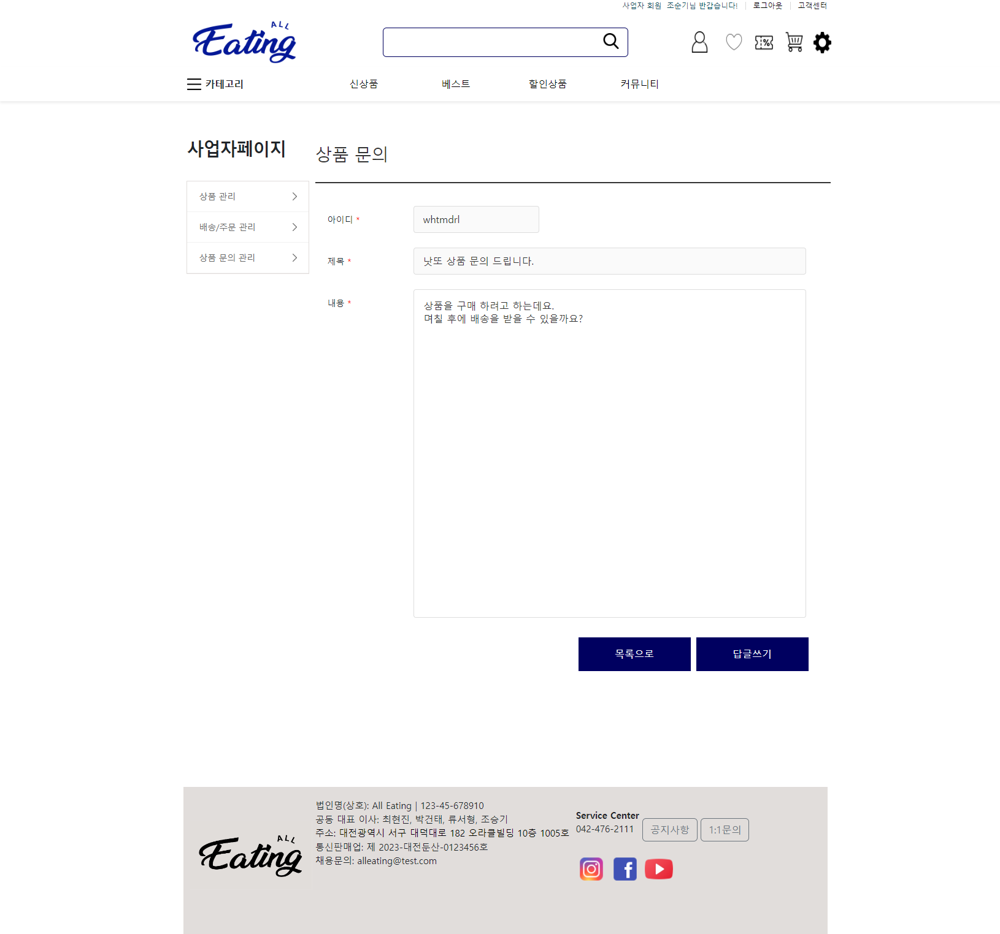 사업자 회원 조순기님 반갑습니다! 로그아웃 고객센터
ALL
Eating
카테고리 신상품 베스트 할인상품 커뮤니티
사업자페이지
상품 문의
상품 관리
배송/주문 관리
상품 문의 관리
아이디 * whtmdrl
제목 * 낫또 상품 문의 드립니다.
내용 * 상품을 구매 하려고 하는데요.
며칠 후에 배송을 받을 수 있을까요?
목록으로 답글쓰기
ALL
Eating
법인명(상호): All Eating | 123-45-678910
공동 대표 이사: 최현진, 박건태, 류서형, 조승기
주소: 대전광역시 서구 대덕대로 182 오라클빌딩 10층 1005호
통신판매업: 제 2023-대전둔산-0123456호
채용문의: alleating@test.com
Service Center
042-476-2111
공지사항 1:1문의